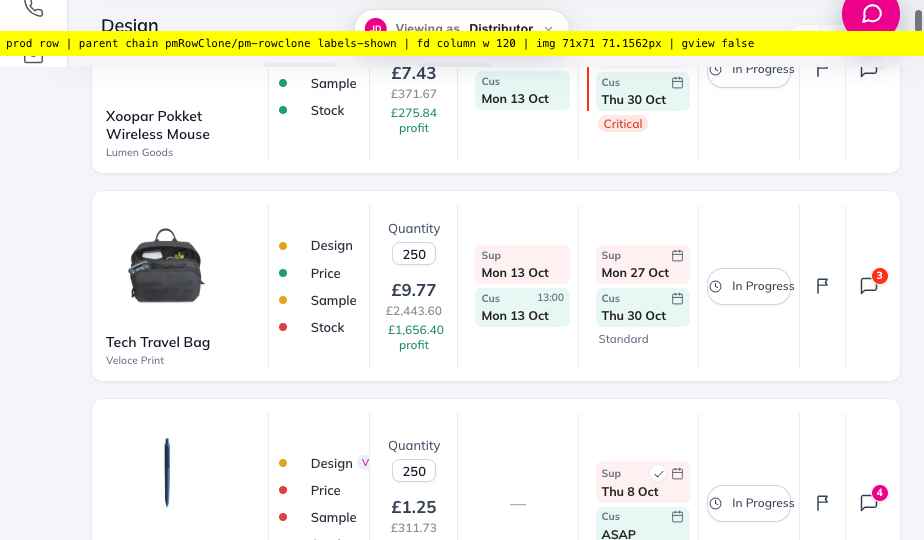 Design
JD Viewing as Distributor
prod row | parent chain pmRowClone/pm-rowclone labels-shown | fd column w 120 | img 71x71 71.1562px | gview false
Xoopar Pokket
Wireless Mouse
Lumen Goods
Sample
Stock
£7.43
£371.67
£275.84
profit
Cus
Mon 13 Oct
Cus
Thu 30 Oct
Critical
In Progress
Tech Travel Bag
Veloce Print
Design
Price
Sample
Stock
Quantity
250
£9.77
£2,443.60
£1,656.40
profit
Sup
Mon 13 Oct
Cus 13:00
Mon 13 Oct
Sup
Mon 27 Oct
Cus
Thu 30 Oct
Standard
In Progress
3
Design V
Price
Sample
Quantity
250
£1.25
£311.73
—
Sup
Thu 8 Oct
Cus
ASAP
In Progress
4